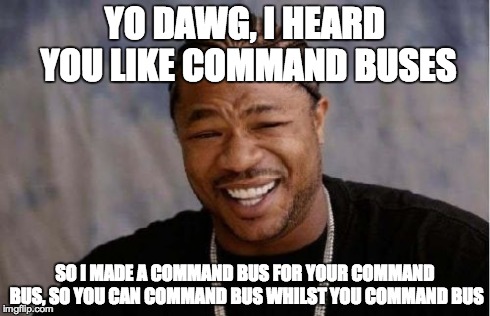 YO DAWG, I HEARD
YOU LIKE COMMAND BUSES
SO I MADE A COMMAND BUS FOR YOUR COMMAND
BUS, SO YOU CAN COMMAND BUS WHILST YOU COMMAND BUS
imgflip.com